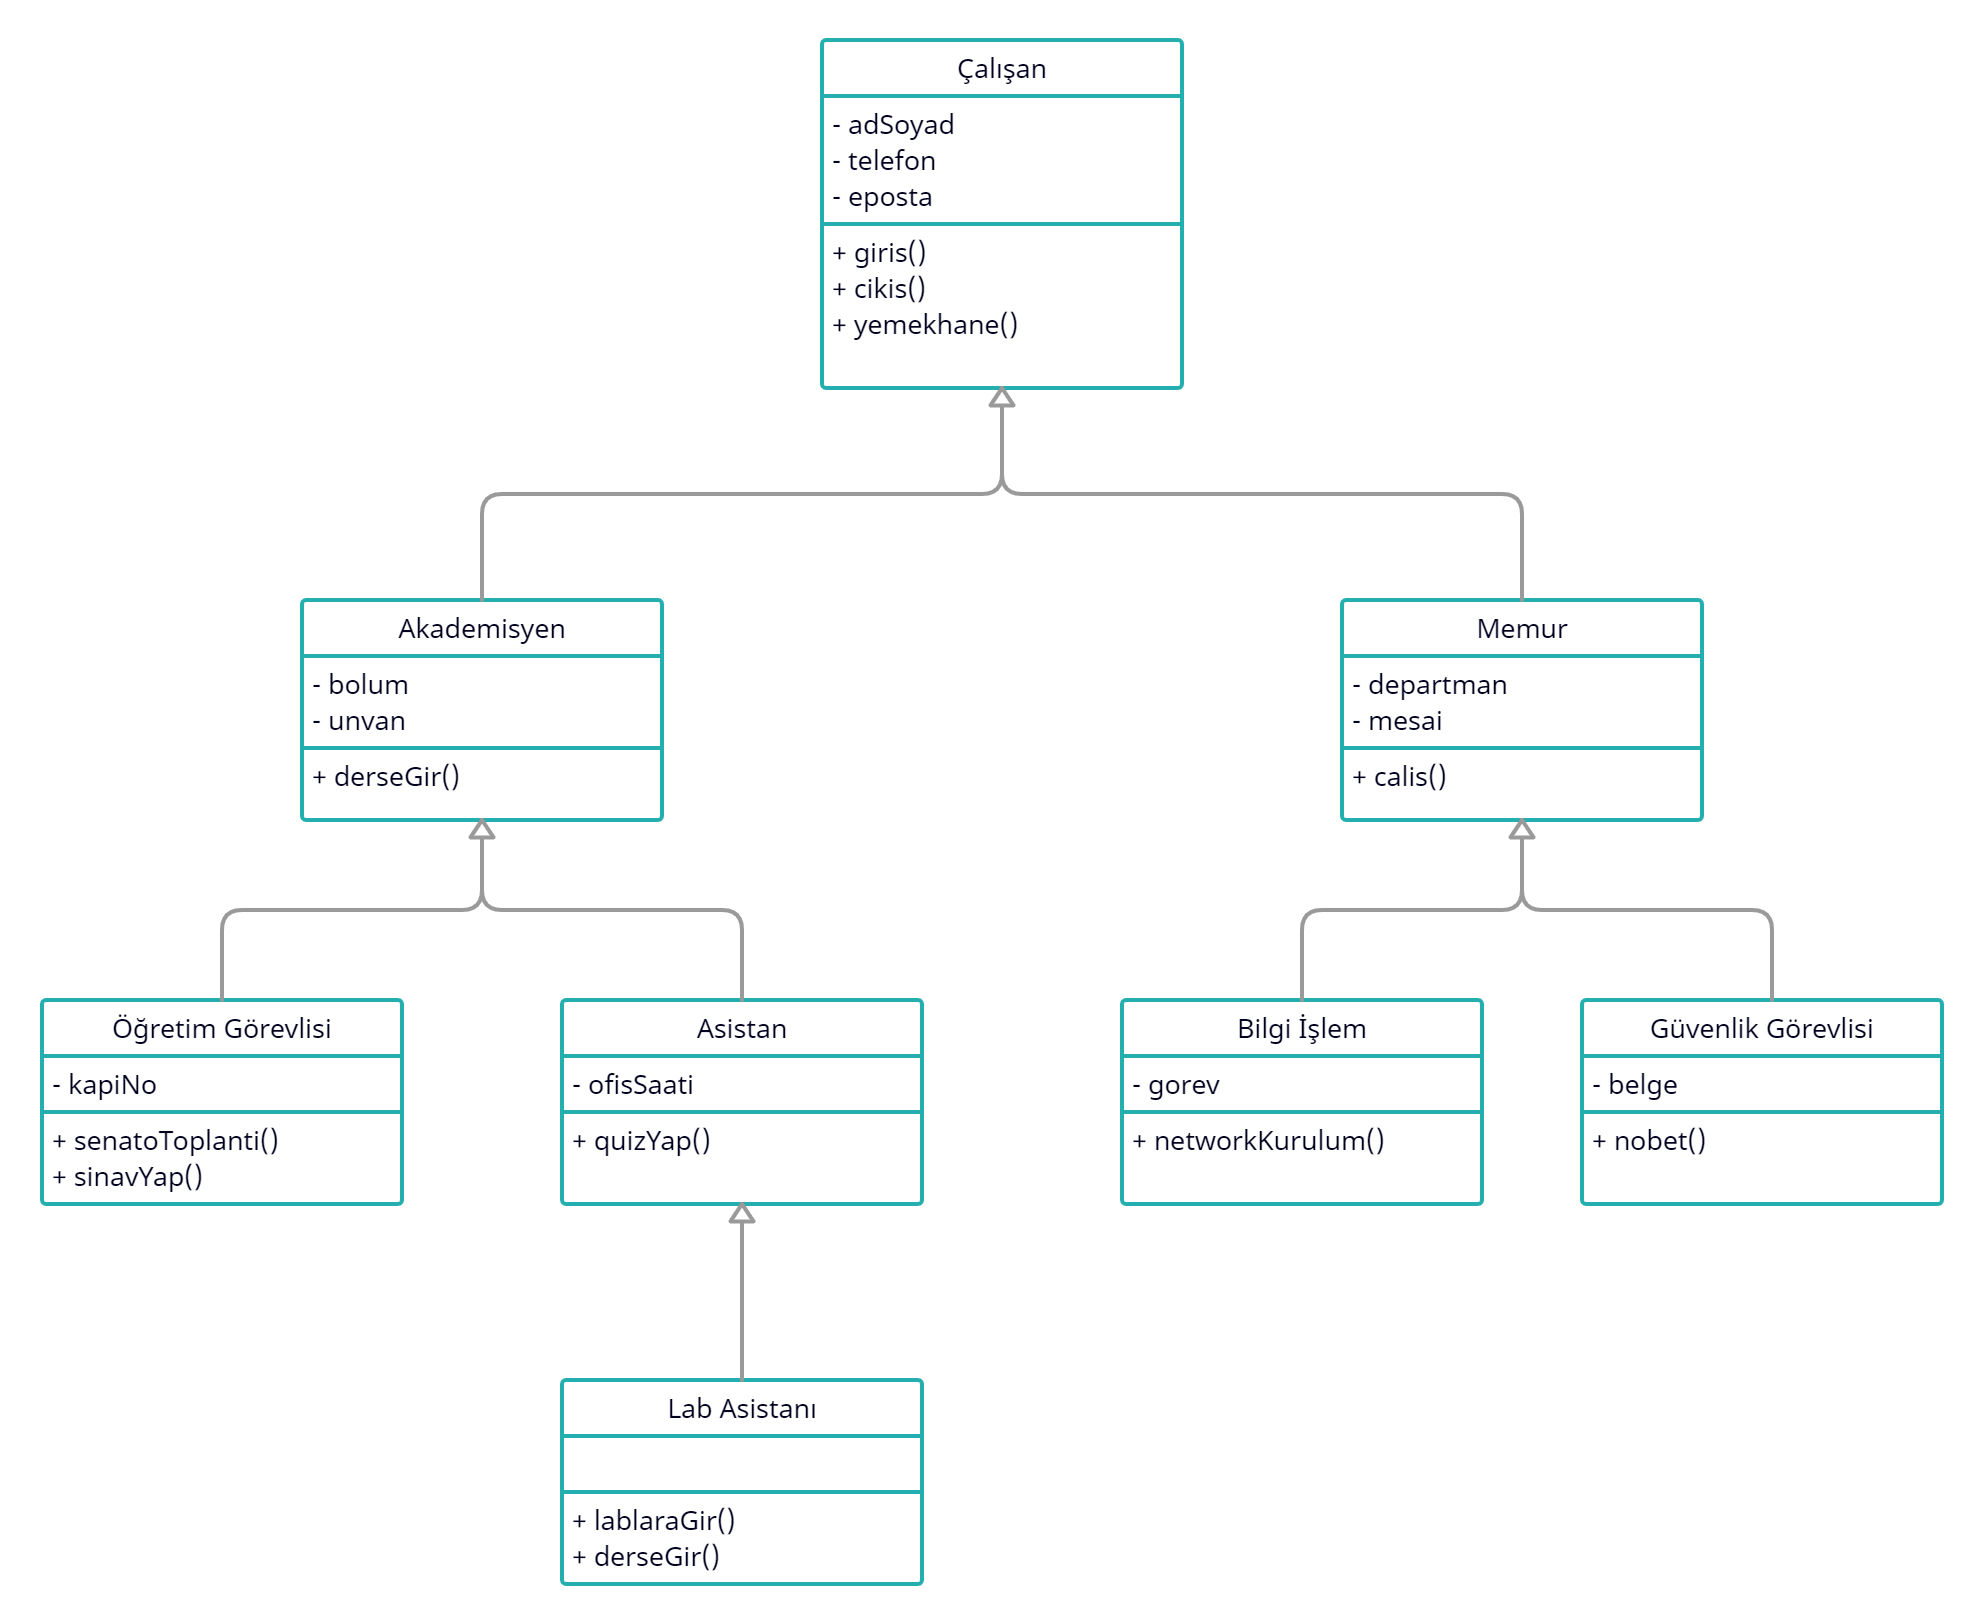 Çalışan
- adSoyad
- telefon
- eposta
+ giris()
+ cikis()
+ yemekhane()
Akademisyen
- bolum
- unvan
+ derseGir()
Memur
- departman
- mesai
+ calis()
Öğretim Görevlisi
- kapiNo
+ senatoToplanti()
+ sinavYap()
Asistan
- ofisSaati
+ quizYap()
Bilgi İşlem
- gorev
+ networkKurulum()
Güvenlik Görevlisi
- belge
+ nobet()
Lab Asistanı
+ lablaraGir()
+ derseGir()